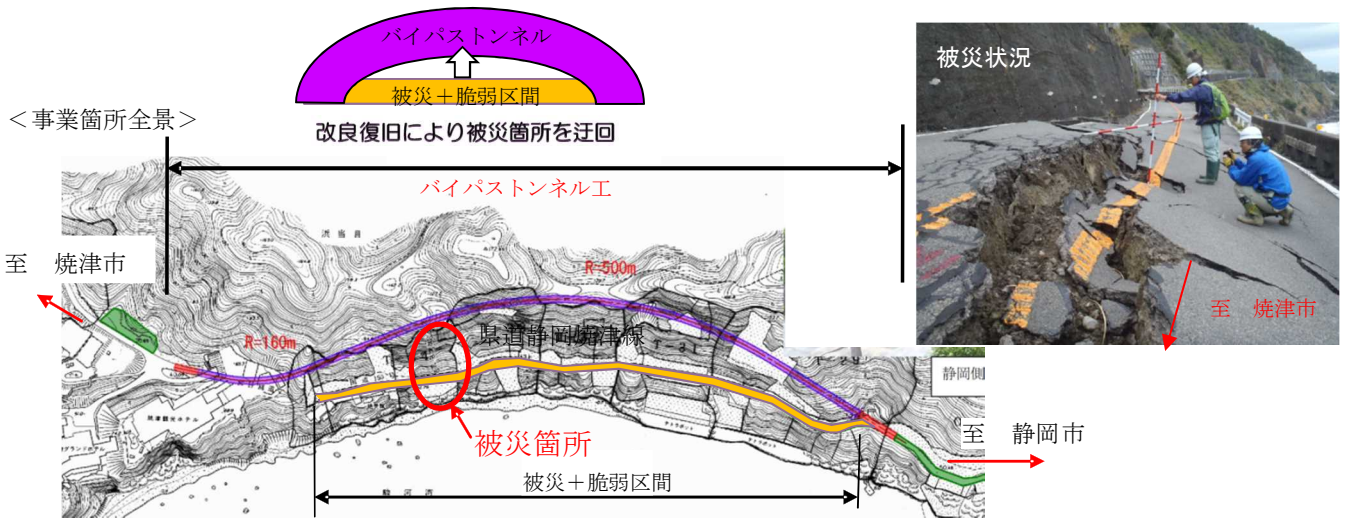 バイパストンネル
被災+脆弱区間
改良復旧により被災箇所を迂回
被災状況
<事業箇所全景>
バイパストンネル工
至 焼津市
R=500m
至 焼津市
R=160m
県道静岡焼津線
静岡側
被災箇所
至 静岡市
被災+脆弱区間
駿河湾